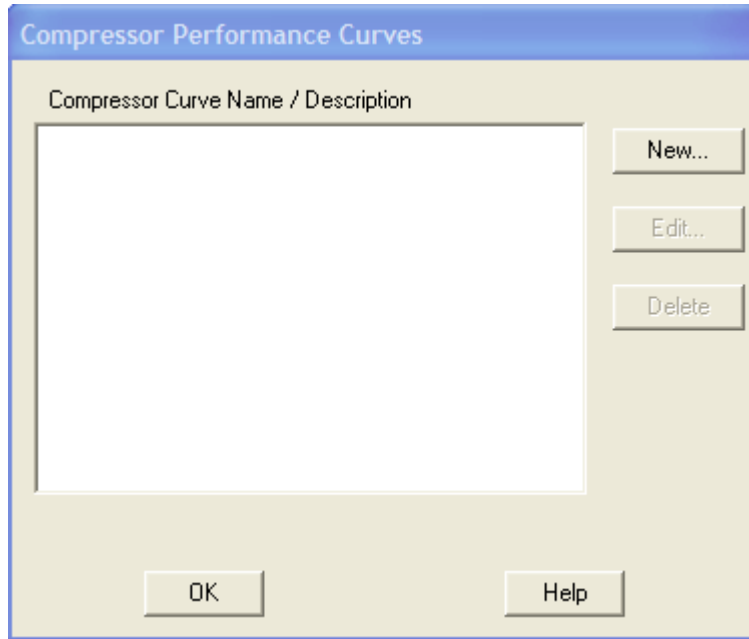 Compressor Performance Curves
Compressor Curve Name / Description
New...
Edit...
Delete
OK
Help